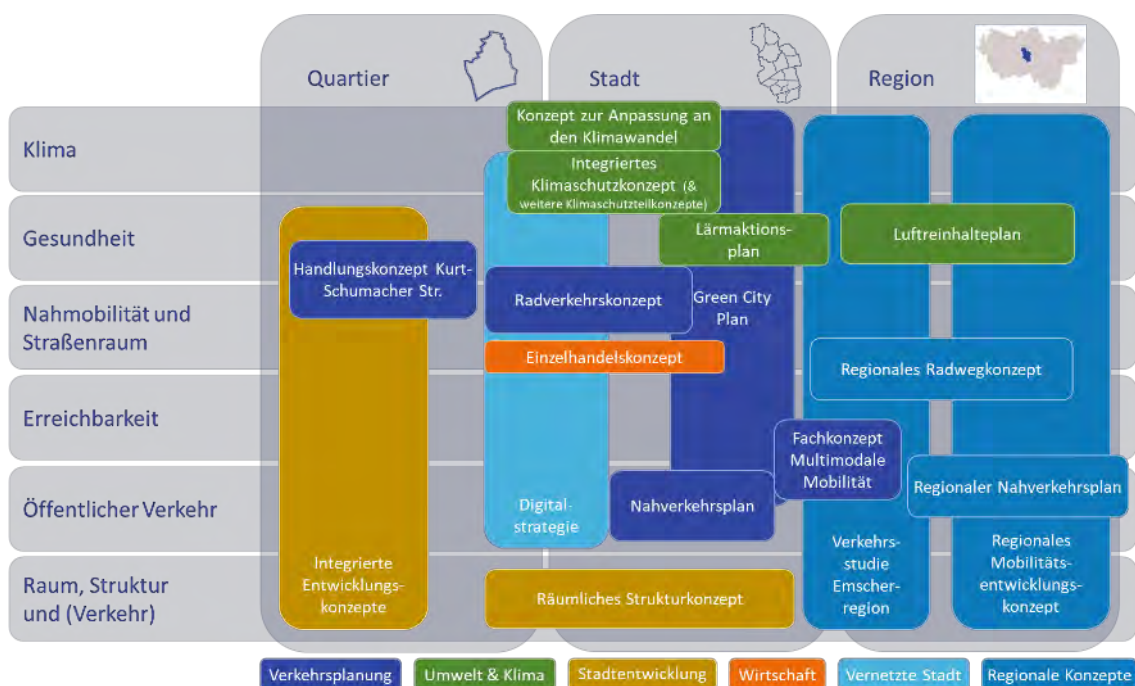 Quartier
Stadt
Region
Klima
Konzept zur Anpassung an
den Klimawandel
Integriertes
Klimaschutzkonzept (&
weitere Klimaschutzteilkonzepte)
Gesundheit
Lärmaktions-
plan
Luftreinhalteplan
Handlungskonzept Kurt-
Schumacher Str.
Nahmobilität und
Straßenraum
Radverkehrskonzept
Green City
Plan
Einzelhandelskonzept
Regionales Radwegkonzept
Erreichbarkeit
Fachkonzept
Multimodale
Mobilität
Öffentlicher Verkehr
Digital-
strategie
Nahverkehrsplan
Regionaler Nahverkehrsplan
Raum, Struktur
und (Verkehr)
Integrierte
Entwicklungs-
konzepte
Räumliches Strukturkonzept
Verkehrs-
studie
Emscher-
region
Regionales
Mobilitäts-
entwicklungs-
konzept
Verkehrsplanung
Umwelt & Klima
Stadtentwicklung
Wirtschaft
Vernetzte Stadt
Regionale Konzepte